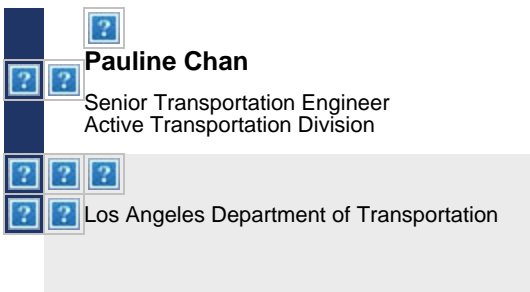 Pauline Chan
Senior Transportation Engineer
Active Transportation Division
Los Angeles Department of Transportation